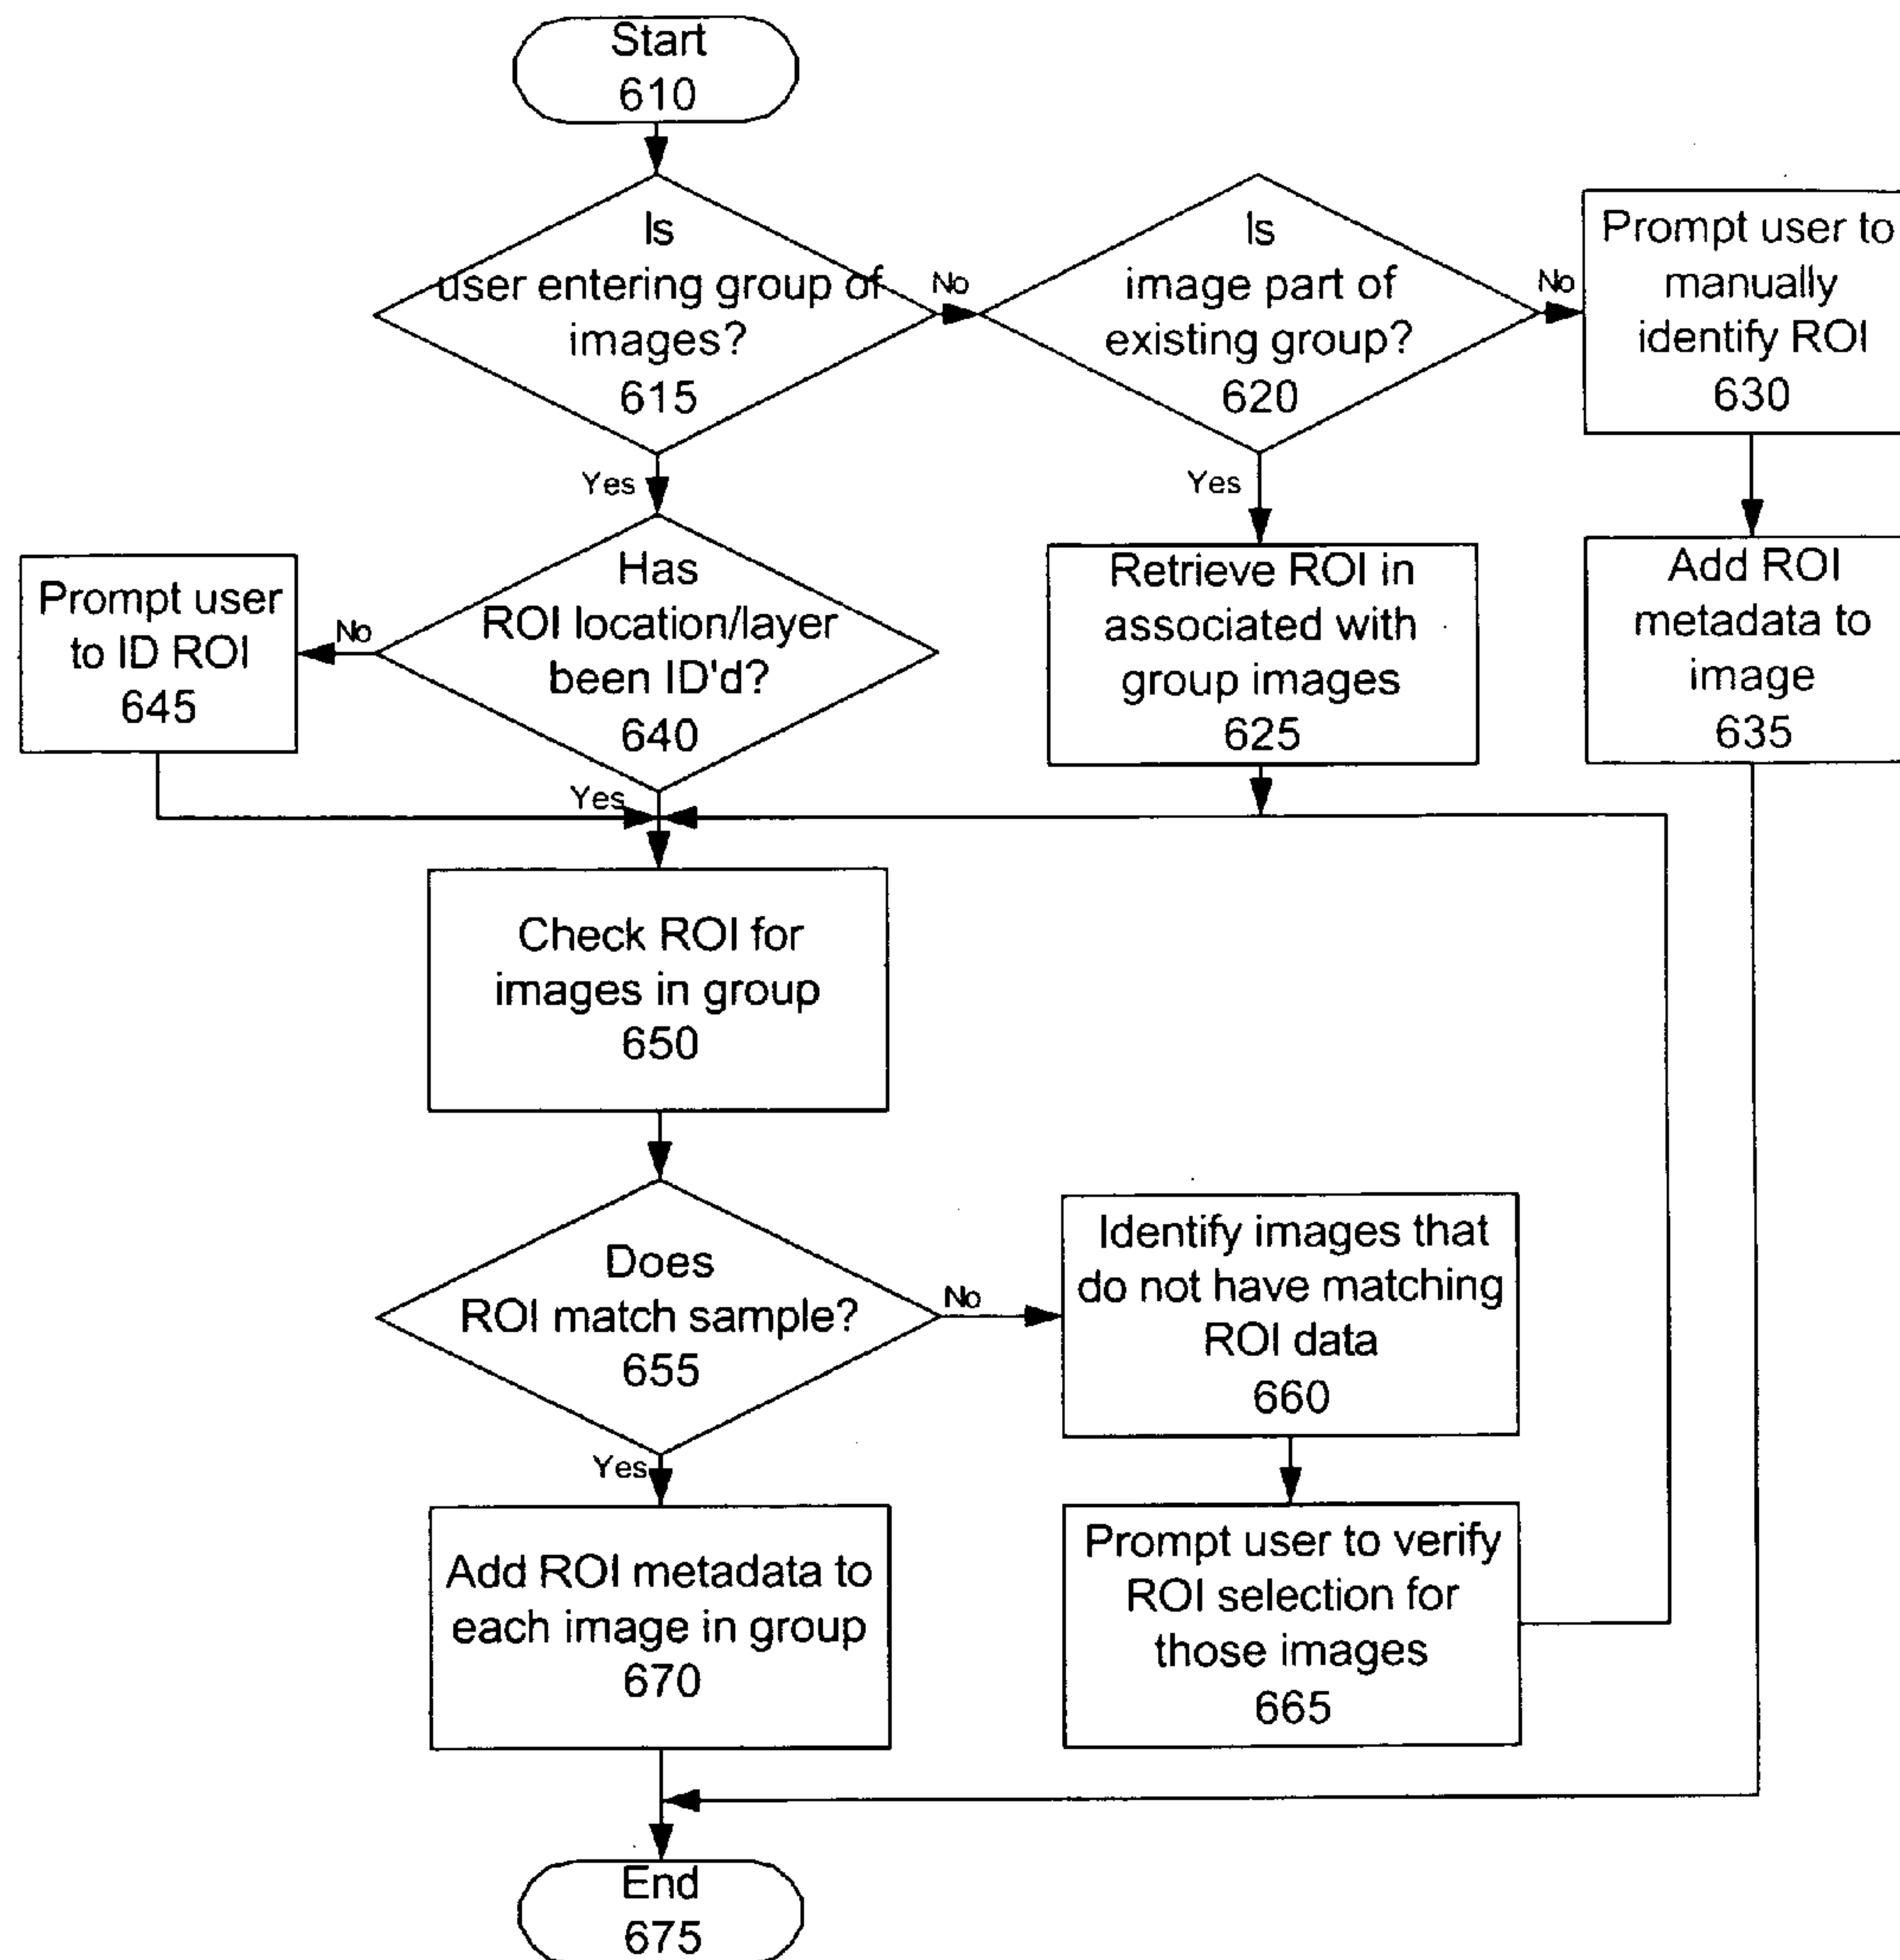 Start
610
Is
user entering group of
images?
615
No
Is
image part of
existing group?
620
No
Prompt user to
manually
identify ROI
630
Yes
Yes
Prompt user
to ID ROI
645
No
Has
ROI location/layer
been ID'd?
640
Retrieve ROI in
associated with
group images
625
Add ROI
metadata to
image
635
Yes
Check ROI for
images in group
650
Does
ROI match sample?
655
No
Identify images that
do not have matching
ROI data
660
Yes
Add ROI metadata to
each image in group
670
Prompt user to verify
ROI selection for
those images
665
End
675